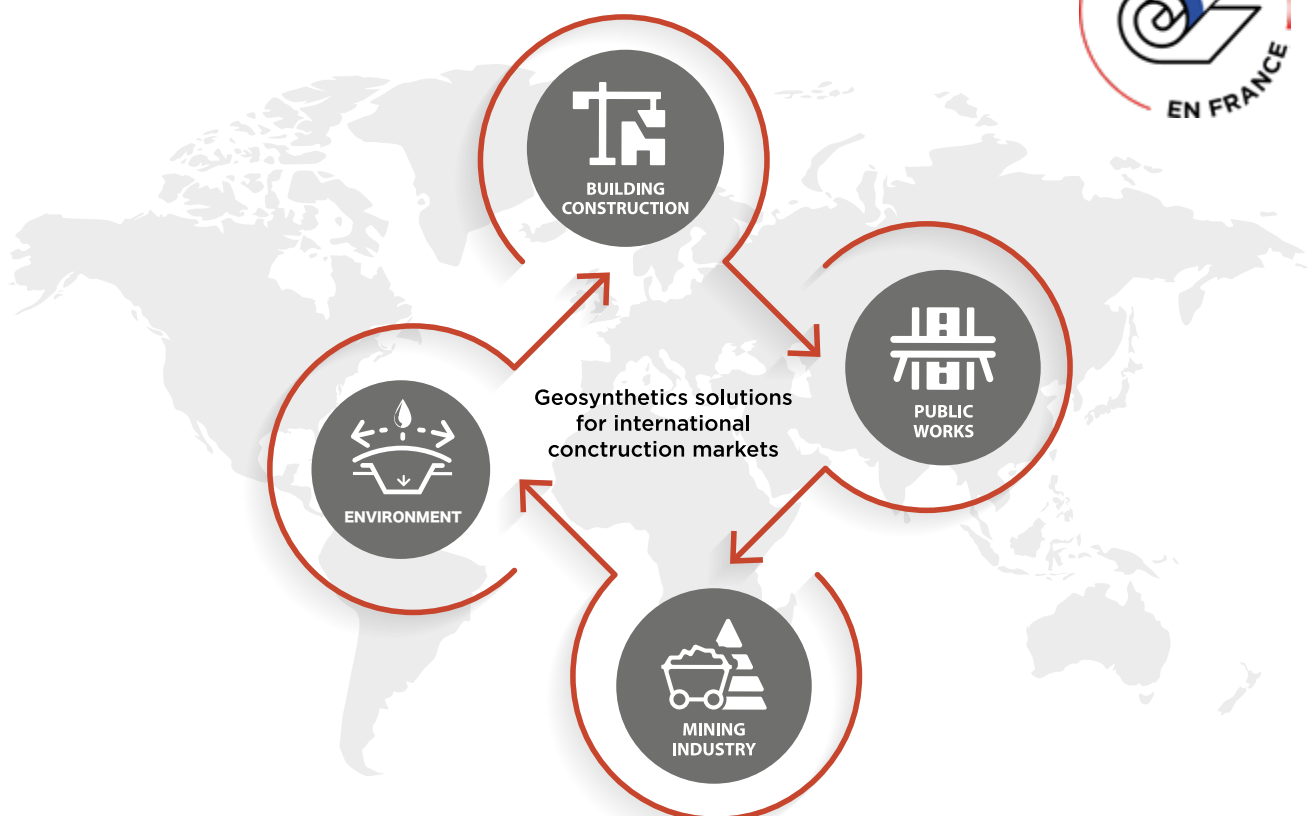 EN FRANCE
BUILDING
CONSTRUCTION
PUBLIC
WORKS
Geosynthetics solutions
for international
conctruction markets
ENVIRONMENT
MINING
INDUSTRY